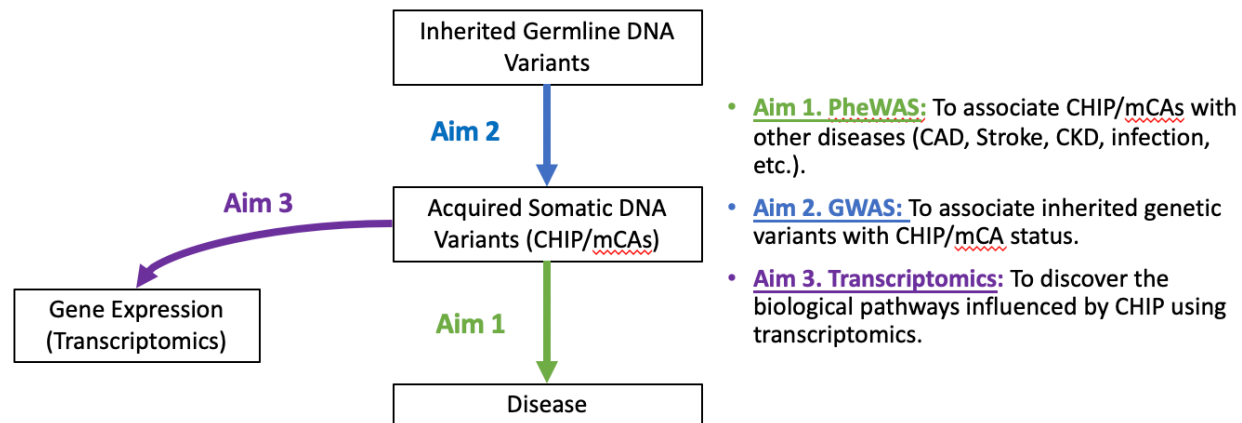 Inherited Germline DNA
Variants
Aim 2
Acquired Somatic DNA
Variants (CHIP/mCAs)
Aim 3
Gene Expression
(Transcriptomics)
Aim 1
Disease
• Aim 1. PheWAS: To associate CHIP/mCAs with
other diseases (CAD, Stroke, CKD, infection,
etc.).
• Aim 2. GWAS: To associate inherited genetic
variants with CHIP/mCA status.
• Aim 3. Transcriptomics: To discover the
biological pathways influenced by CHIP using
transcriptomics.